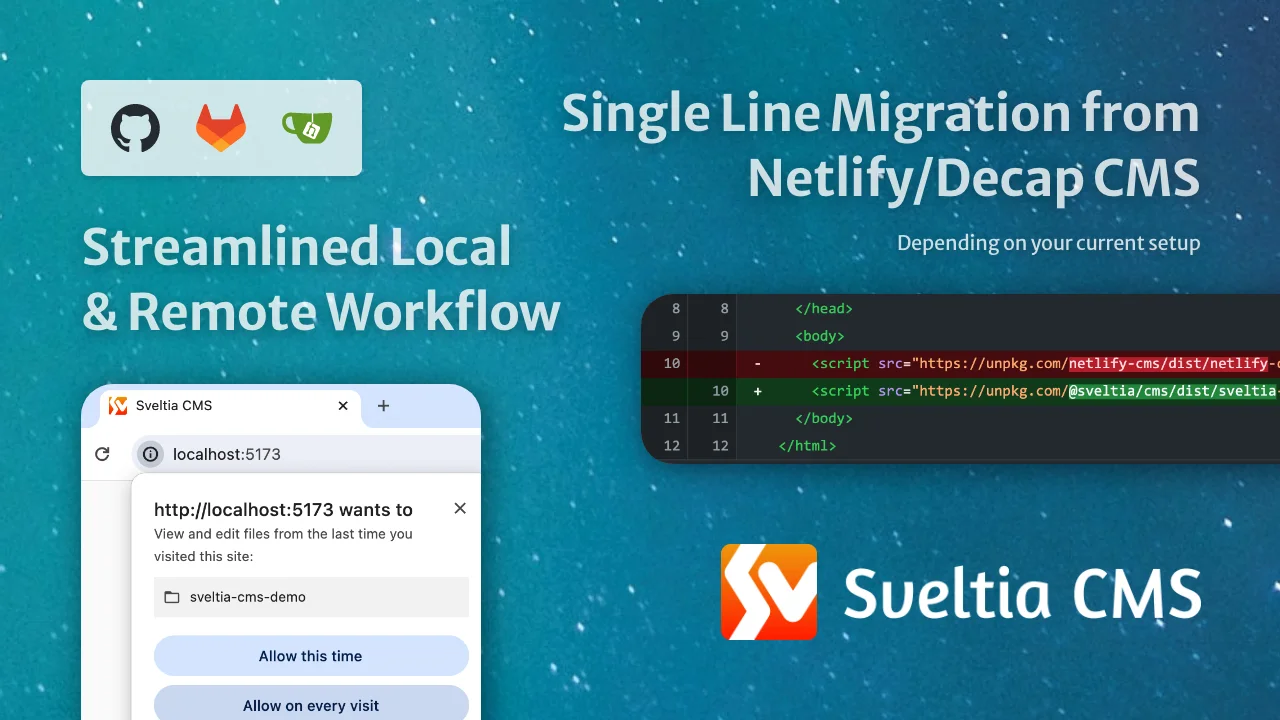 Streamlined Local
& Remote Workflow
Sveltia CMS
localhost:5173
http://localhost:5173 wants to
View and edit files from the last time you
visited this site:
sveltia-cms-demo
Allow this time
Allow on every visit
Single Line Migration from
Netlify/Decap CMS
Depending on your current setup
8 8 </head>
9 9 <body>
10 - <script src="https://unpkg.com/netlify-cms/dist/netlify-
10 + <script src="https://unpkg.com/@sveltia/cms/dist/sveltia-
11 11 </body>
12 12 </html>
Sveltia CMS